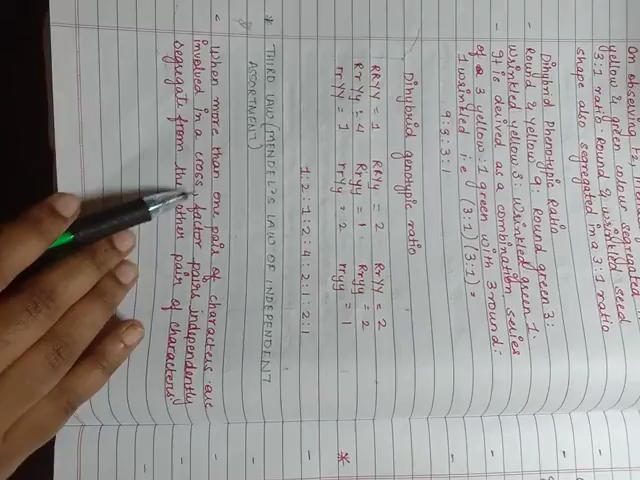 On observing F2,
yellow & green colour segregated
3:1 ratio. Round & wrinkled seed
shape also segregated in a 3:1 ratio
Dihybrid Phenotypic Ratio
- Round & yellow 9: Round green 3:
wrinkled yellow 3: wrinkled green 1.
- It is derived as a combination series
of a 3 yellow: 1 green with 3 round:
1 wrinkled i.e (3:1) (3:1) =
9:3:3:1
Dihybrid genotypic ratio
RRYY = 1 RRYy = 2 RrYY = 2
RrYy = 4 RRyy = 1 Rryy = 2
rrYY = 1 rrYy = 2 rryy = 1
1:2:1:2:4:2:1:2:1
* THIRD LAW (MENDEL'S LAW OF INDEPENDENT
ASSORTMENT)
When more than one pair of characters are
involved in a cross, factor pairs independently
segregate from the other pair of characters